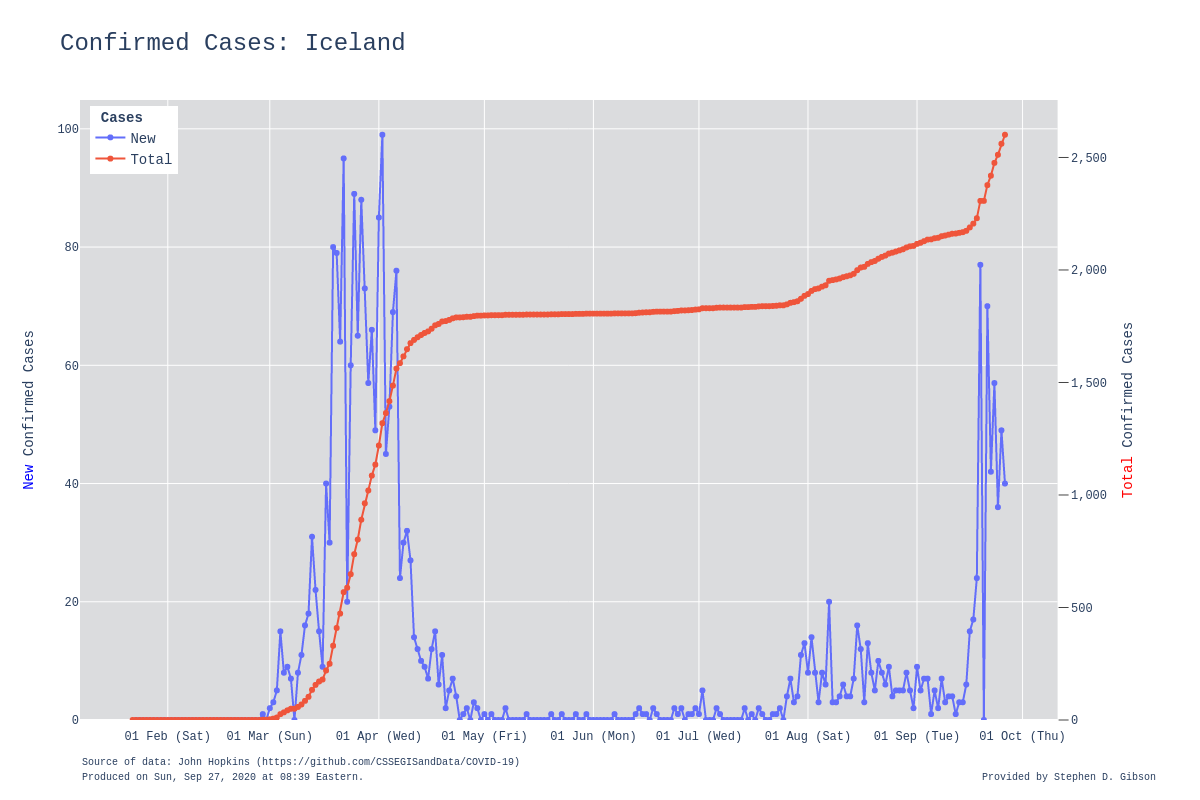 Confirmed Cases: Iceland
Cases
New
Total
100
80
60
40
20
0
2,500
2,000
1,500
1,000
500
0
New Confirmed Cases
Total Confirmed Cases
01 Feb (Sat)
01 Mar (Sun)
01 Apr (Wed)
01 May (Fri)
01 Jun (Mon)
01 Jul (Wed)
01 Aug (Sat)
01 Sep (Tue)
01 Oct (Thu)
Source of data: John Hopkins (https://github.com/CSSEGISandData/COVID-19)
Produced on Sun, Sep 27, 2020 at 08:39 Eastern.
Provided by Stephen D. Gibson